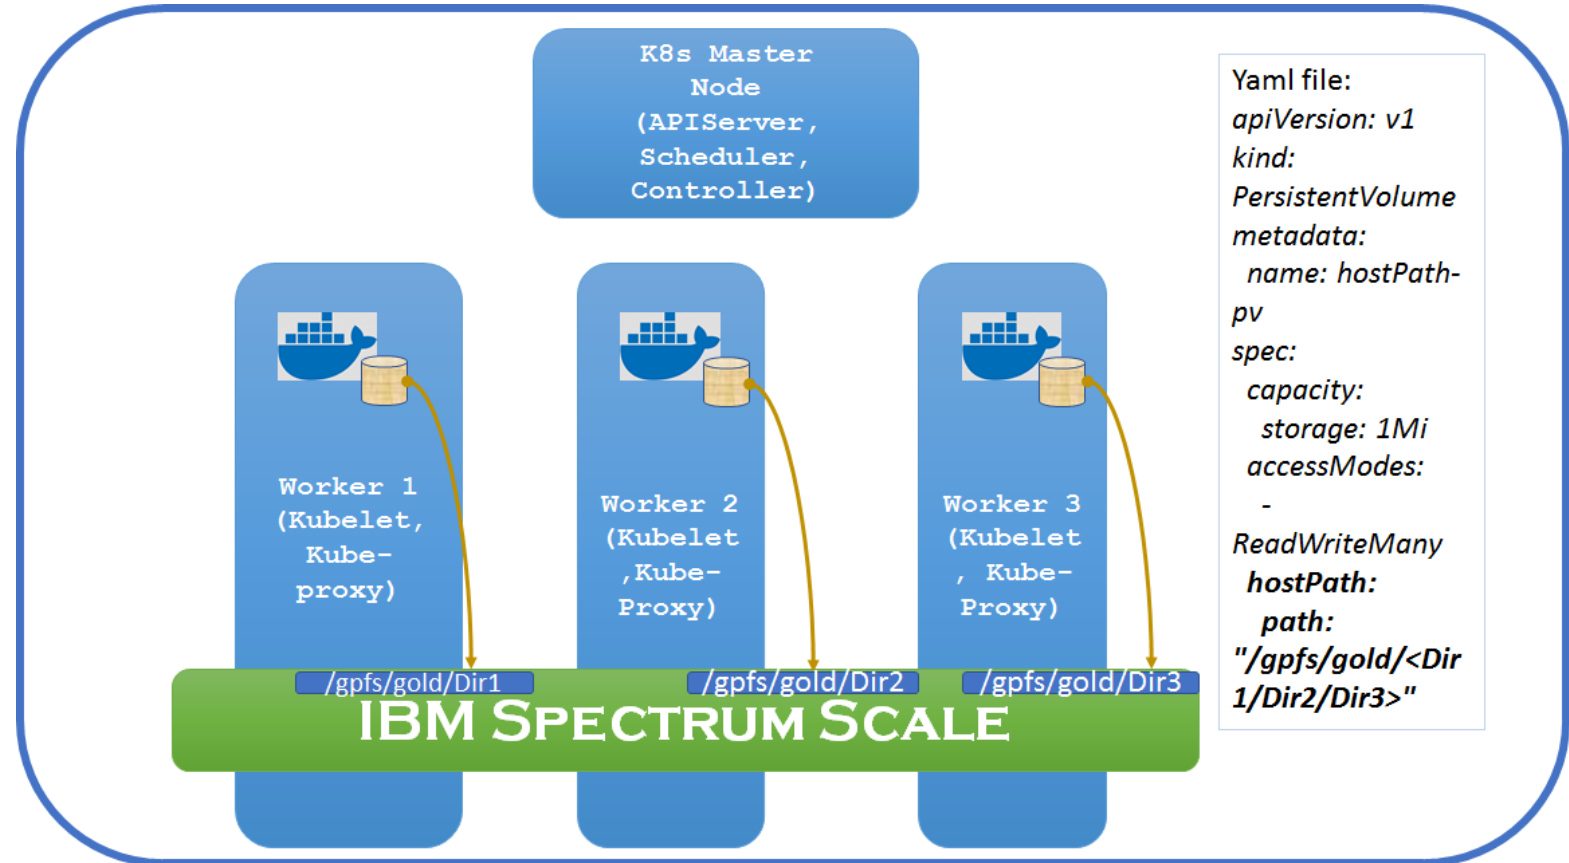 K8s Master
Node
(APIServer,
Scheduler,
Controller)
Worker 1
(Kubelet,
Kube-
proxy)
Worker 2
(Kubelet
,Kube-
Proxy)
Worker 3
(Kubelet
, Kube-
Proxy)
/gpfs/gold/Dir1
/gpfs/gold/Dir2
/gpfs/gold/Dir3
IBM SPECTRUM SCALE
Yaml file:
apiVersion: v1
kind:
PersistentVolume
metadata:
name: hostPath-
pv
spec:
capacity:
storage: 1Mi
accessModes:
-
ReadWriteMany
hostPath:
path:
"/gpfs/gold/<Dir
1/Dir2/Dir3>"